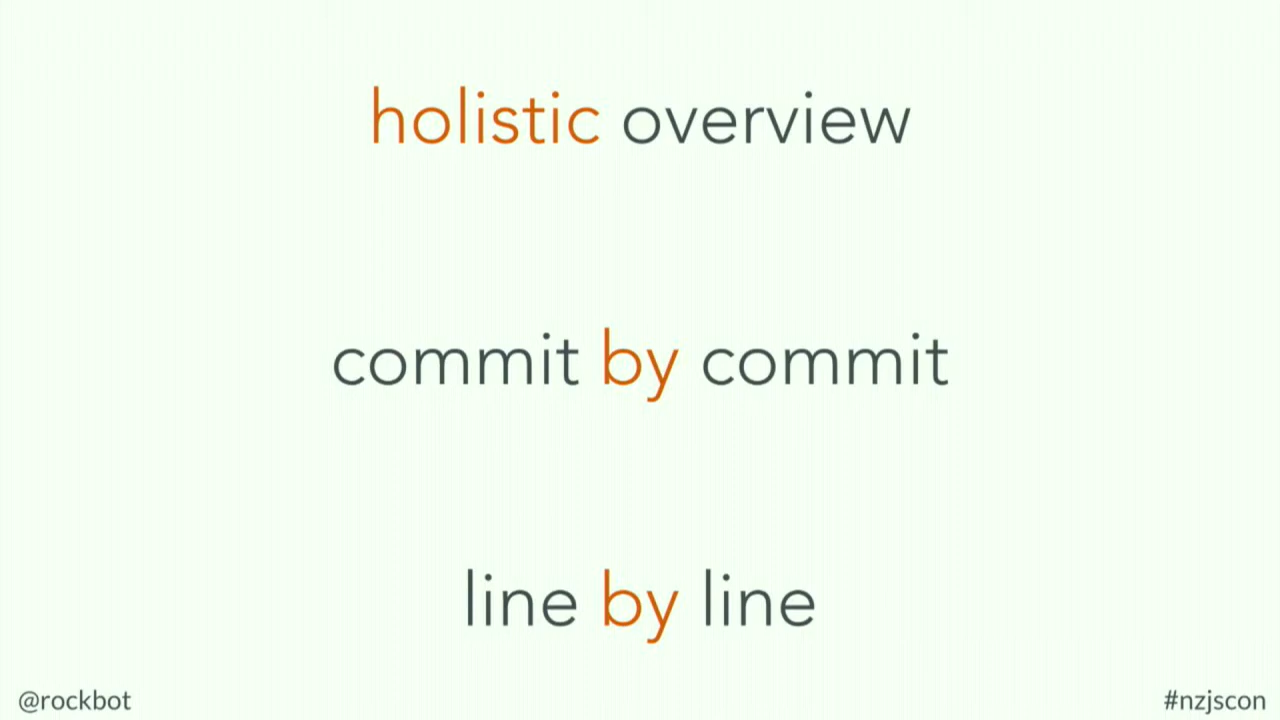 holistic overview
commit by commit
line by line
@rockbot
#nzjscon